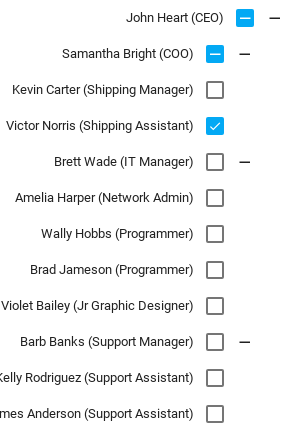 John Heart (CEO)
Samantha Bright (COO)
Kevin Carter (Shipping Manager)
Victor Norris (Shipping Assistant)
Brett Wade (IT Manager)
Amelia Harper (Network Admin)
Wally Hobbs (Programmer)
Brad Jameson (Programmer)
Violet Bailey (Jr Graphic Designer)
Barb Banks (Support Manager)
Kelly Rodriguez (Support Assistant)
mes Anderson (Support Assistant)